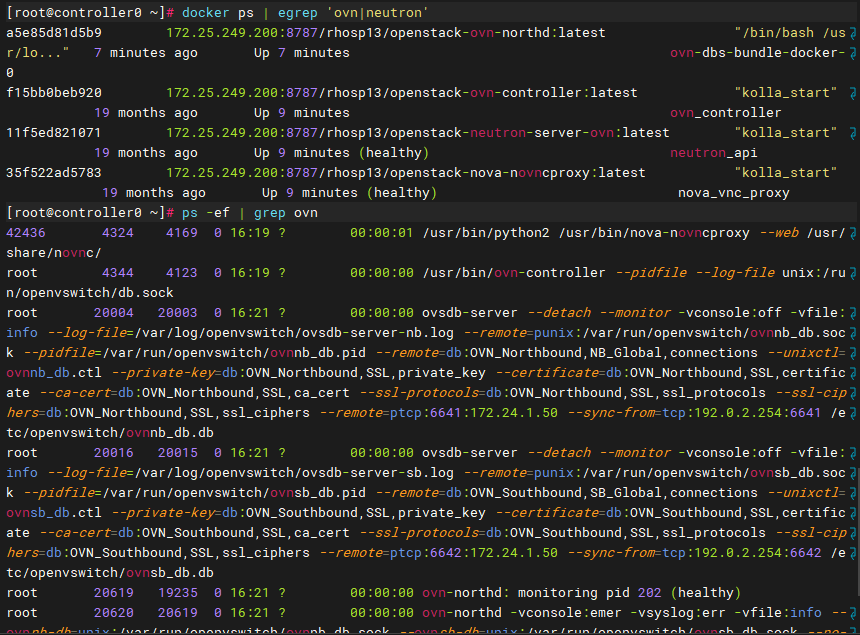 [root@controller0 ~]# docker ps | egrep 'ovn|neutron'
a5e85d81d5b9        172.25.249.200:8787/rhosp13/openstack-ovn-northd:latest                "/bin/bash /us
r/lo..."   7 minutes ago       Up 7 minutes                                        ovn-dbs-bundle-docker-
0
f15bb0beb920        172.25.249.200:8787/rhosp13/openstack-ovn-controller:latest            "kolla_start"
           19 months ago       Up 9 minutes                                        ovn_controller
11f5ed821071        172.25.249.200:8787/rhosp13/openstack-neutron-server-ovn:latest        "kolla_start"
           19 months ago       Up 9 minutes (healthy)                              neutron_api
35f522ad5783        172.25.249.200:8787/rhosp13/openstack-nova-novncproxy:latest           "kolla_start"
            19 months ago       Up 9 minutes (healthy)                              nova_vnc_proxy
[root@controller0 ~]# ps -ef | grep ovn
42436       4324    4169  0 16:19 ?        00:00:01 /usr/bin/python2 /usr/bin/nova-novncproxy --web /usr/
share/novnc/
root        4344    4123  0 16:19 ?        00:00:00 /usr/bin/ovn-controller --pidfile --log-file unix:/ru
n/openvswitch/db.sock
root       20004   20003  0 16:21 ?        00:00:00 ovsdb-server --detach --monitor -vconsole:off -vfile:
info --log-file=/var/log/openvswitch/ovsdb-server-nb.log --remote=punix:/var/run/openvswitch/ovnnb_db.soc
k --pidfile=/var/run/openvswitch/ovnnb_db.pid --remote=db:OVN_Northbound,NB_Global,connections --unixctl=
ovnnb_db.ctl --private-key=db:OVN_Northbound,SSL,private_key --certificate=db:OVN_Northbound,SSL,certific
ate --ca-cert=db:OVN_Northbound,SSL,ca_cert --ssl-protocols=db:OVN_Northbound,SSL,ssl_protocols --ssl-cip
hers=db:OVN_Northbound,SSL,ssl_ciphers --remote=ptcp:6641:172.24.1.50 --sync-from=tcp:192.0.2.254:6641 /e
tc/openvswitch/ovnnb_db.db
root       20016   20015  0 16:21 ?        00:00:00 ovsdb-server --detach --monitor -vconsole:off -vfile:
info --log-file=/var/log/openvswitch/ovsdb-server-sb.log --remote=punix:/var/run/openvswitch/ovnsb_db.soc
k --pidfile=/var/run/openvswitch/ovnsb_db.pid --remote=db:OVN_Southbound,SB_Global,connections --unixctl=
ovnsb_db.ctl --private-key=db:OVN_Southbound,SSL,private_key --certificate=db:OVN_Southbound,SSL,certific
ate --ca-cert=db:OVN_Southbound,SSL,ca_cert --ssl-protocols=db:OVN_Southbound,SSL,ssl_protocols --ssl-cip
hers=db:OVN_Southbound,SSL,ssl_ciphers --remote=ptcp:6642:172.24.1.50 --sync-from=tcp:192.0.2.254:6642 /e
tc/openvswitch/ovnsb_db.db
root       20619   19235  0 16:21 ?        00:00:00 ovn-northd: monitoring pid 202 (healthy)
root       20620   20619  0 16:21 ?        00:00:00 ovn-northd -vconsole:emer -vsyslog:err -vfile:info --
ovnnb-db=unix:/var/run/openvswitch/ovnnb_db.sock --ovnsb-db=unix:/var/run/openvswitch/ovnsb_db.sock --no-